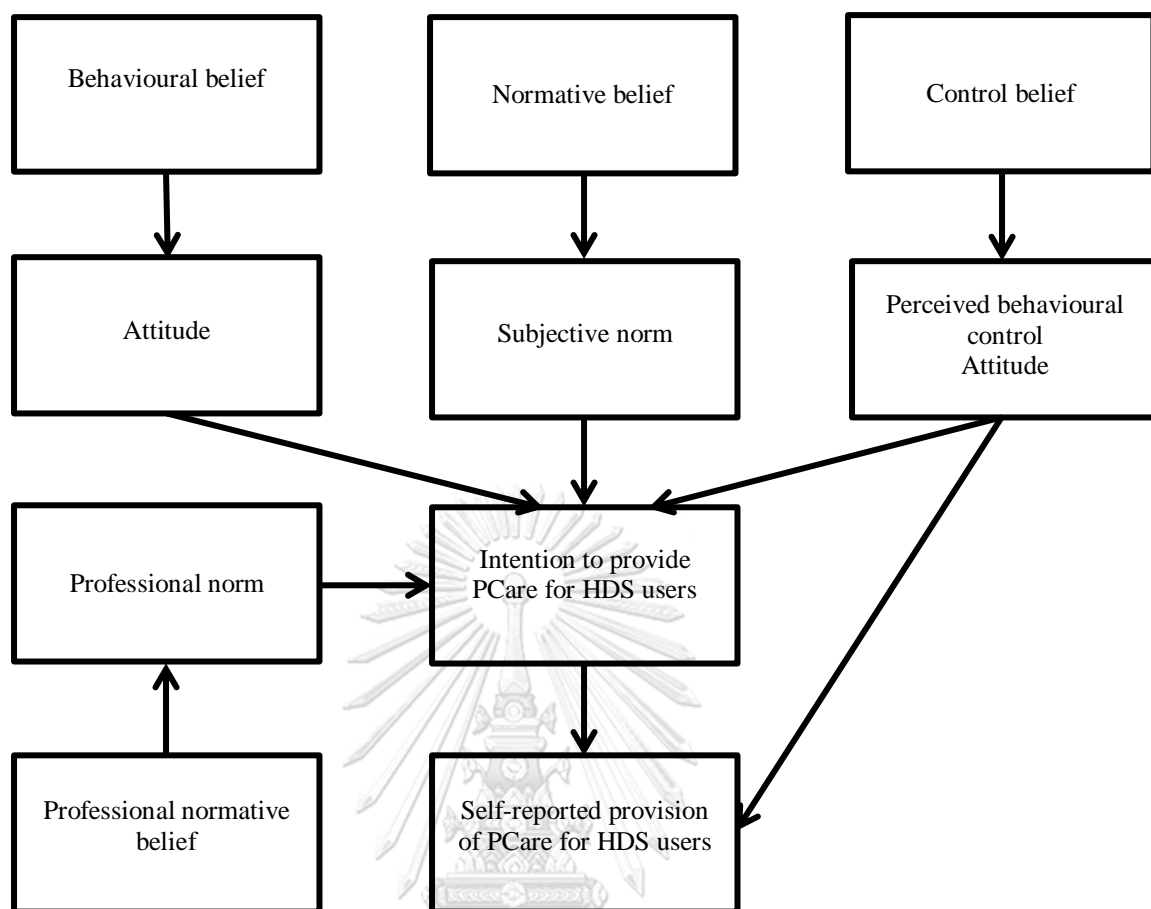 Behavioural belief
Normative belief
Control belief
Attitude
Subjective norm
Perceived behavioural
control
Attitude
Professional norm
Intention to provide
PCare for HDS users
Professional normative
belief
Self-reported provision
of PCare for HDS users